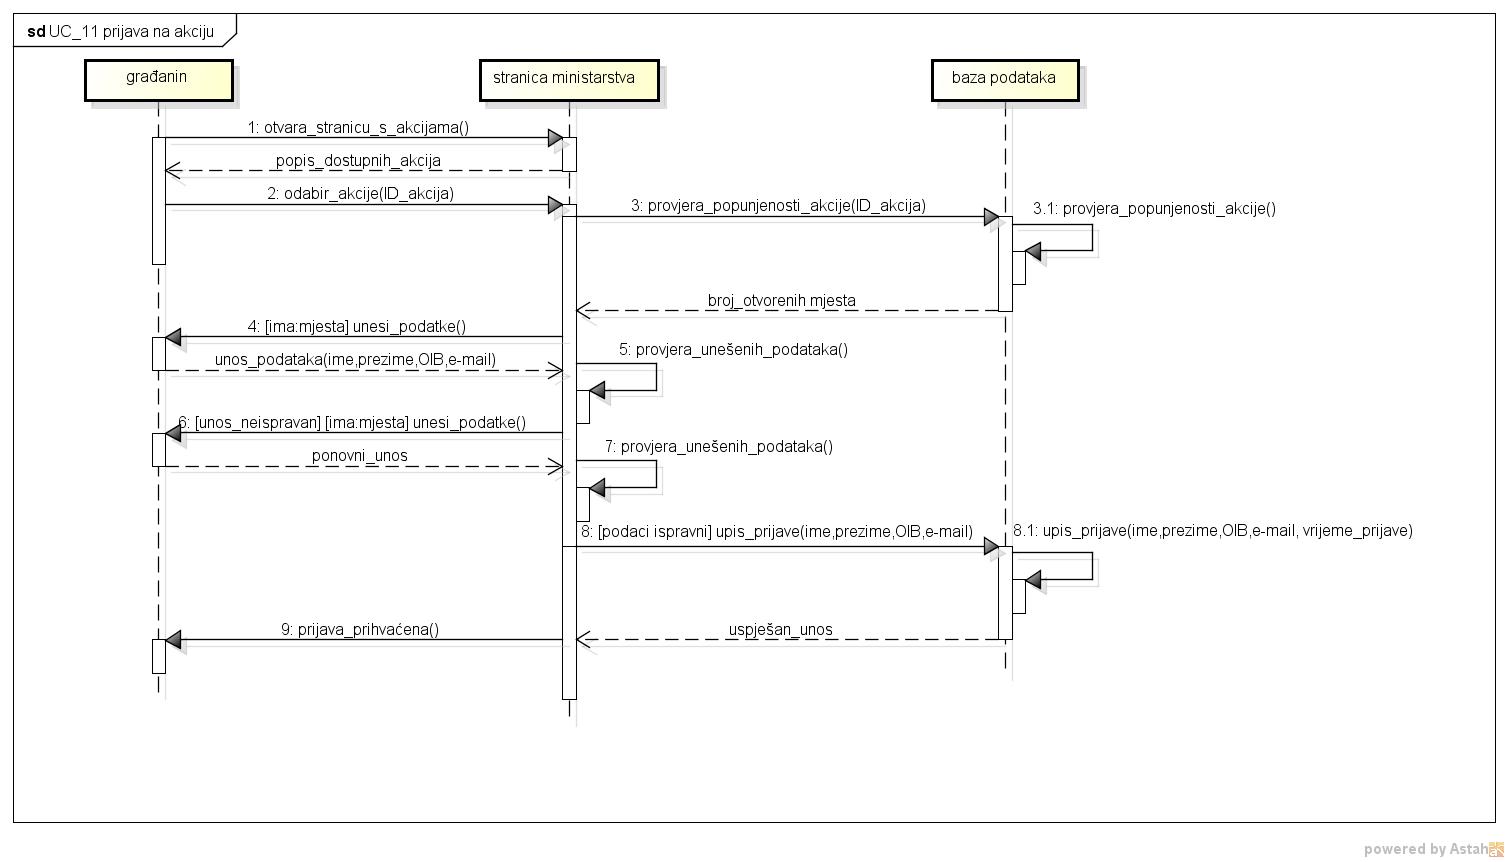 sd UC_11 prijava na akciju
građanin
stranica ministarstva
baza podataka
1: otvara_stranicu_s_akcijama()
popis_dostupnih_akcija
2: odabir_akcije(ID_akcija)
3: provjera_popunjenosti_akcije(ID_akcija)
3.1: provjera_popunjenosti_akcije()
broj_otvorenih mjesta
4: [ima:mjesta] unesi_podatke()
unos_podataka(ime,prezime,OIB,e-mail)
5: provjera_unešenih_podataka()
6: [unos_neispravan] [ima:mjesta] unesi_podatke()
7: provjera_unešenih_podataka()
ponovni_unos
8: [podaci ispravni] upis_prijave(ime,prezime,OIB,e-mail)
8.1: upis_prijave(ime,prezime,OIB,e-mail, vrijeme_prijave)
9: prijava_prihvaćena()
uspješan_unos
powered by Astah